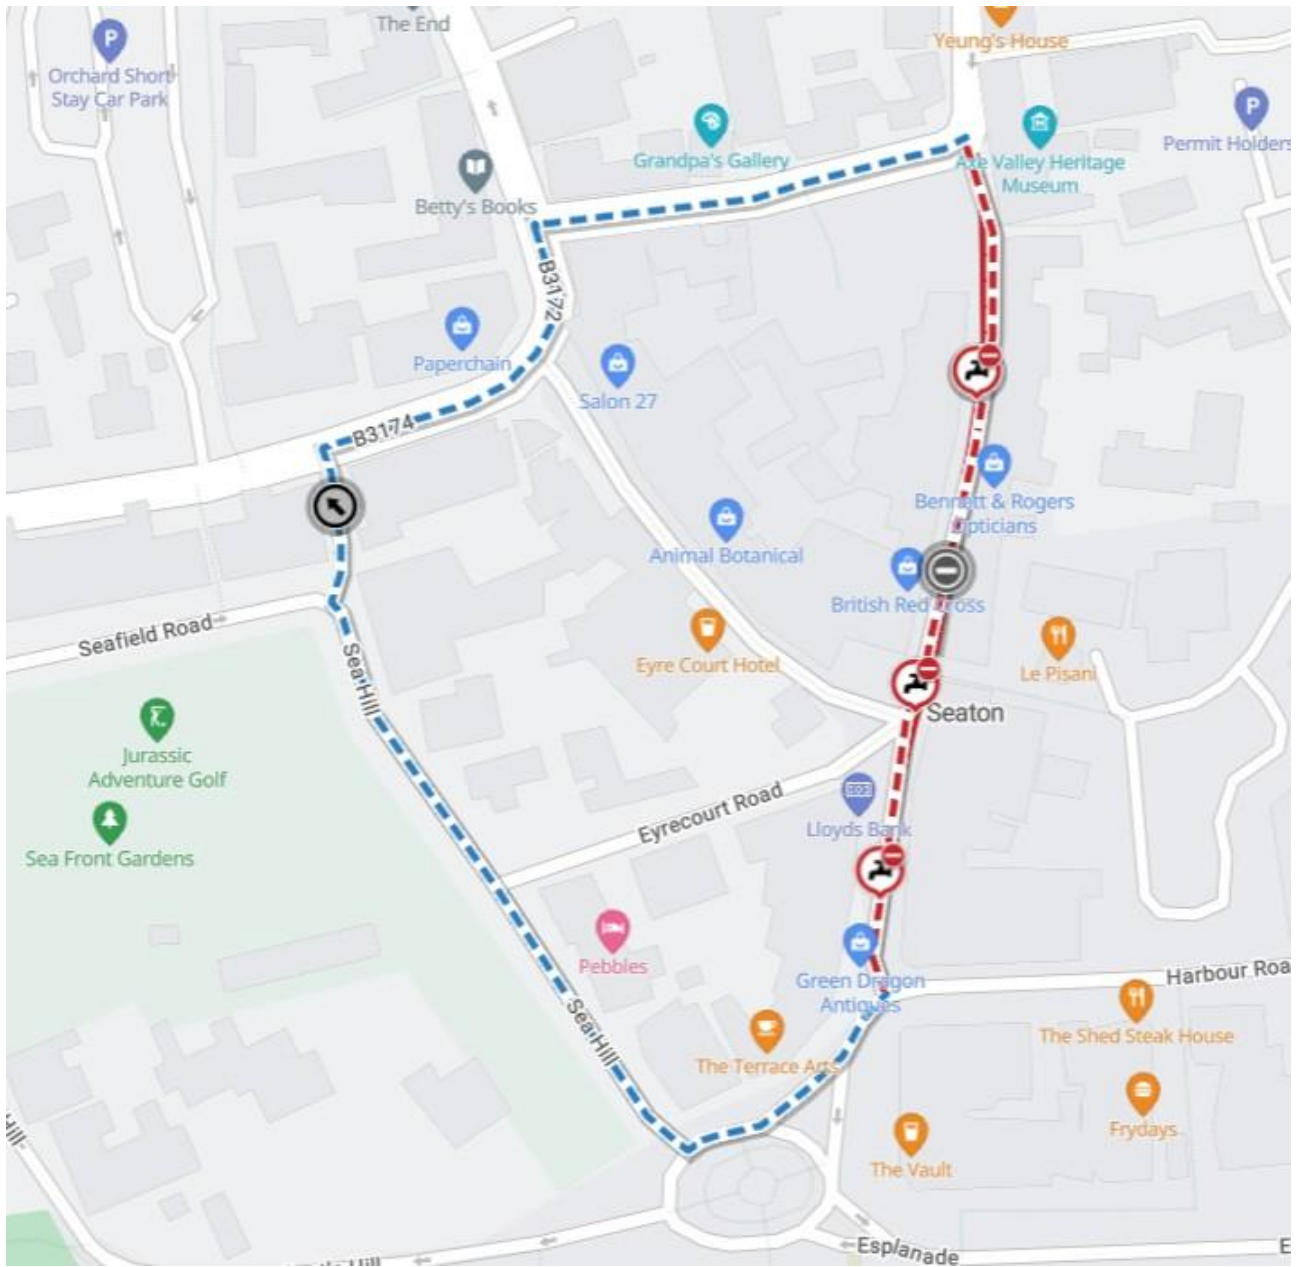 The End
Yeung's House
P
Orchard Short
Stay Car Park
Grandpa's Gallery
Axe Valley Heritage
Museum
P
Permit Holders
Betty's Books
B3172
Paperchain
Salon 27
B3174
Bennett & Rogers
Opticians
Animal Botanical
British Red Cross
Seafield Road
Eyre Court Hotel
Le Pisani
Sea Hill
Seaton
Jurassic
Adventure Golf
Eyrecourt Road
Lloyds Bank
Sea Front Gardens
Pebbles
Green Dragon
Antiques
Harbour Roa
Sea Hill
The Shed Steak House
The Terrace Arts
Frydays
Hill
The Vault
Esplanade
E